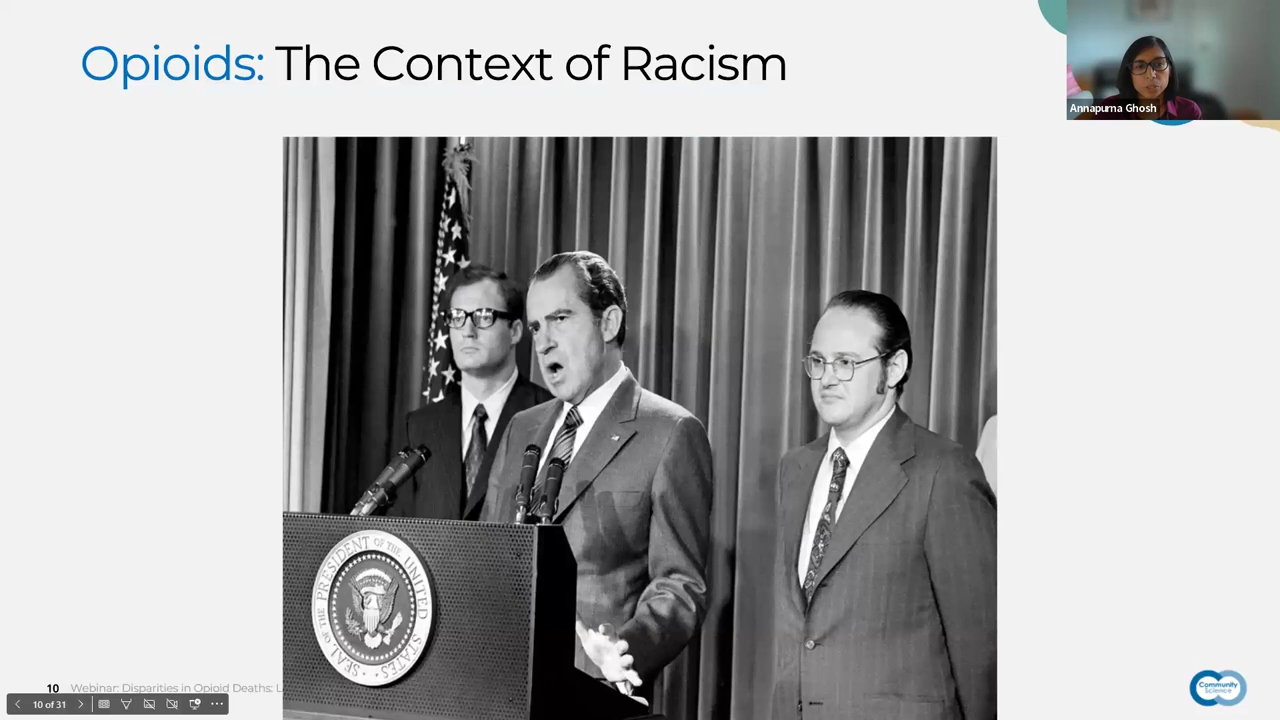 Opioids: The Context of Racism
Annapurna Ghosh
SEAL OF THE PRESIDENT OF THE UNITED STATES
10 Webinar: Disparities in Opioid Deaths: L
10 of 31
Community
Science